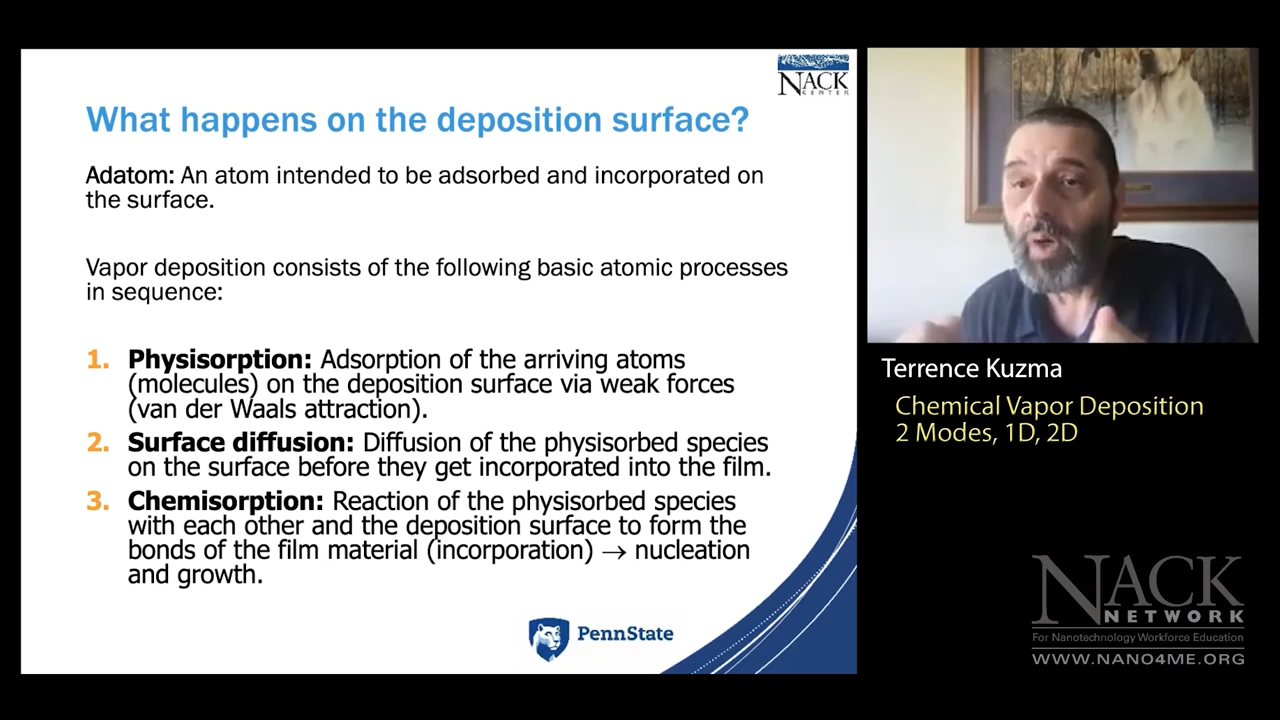 NACK
CENTER
What happens on the deposition surface?
Adatom: An atom intended to be adsorbed and incorporated on
the surface.
Vapor deposition consists of the following basic atomic processes
in sequence:
1. Physisorption: Adsorption of the arriving atoms
(molecules) on the deposition surface via weak forces
(van der Waals attraction).
2. Surface diffusion: Diffusion of the physisorbed species
on the surface before they get incorporated into the film.
3. Chemisorption: Reaction of the physisorbed species
with each other and the deposition surface to form the
bonds of the film material (incorporation) → nucleation
and growth.
PennState
Terrence Kuzma
Chemical Vapor Deposition
2 Modes, 1D, 2D
NACK
NETWORK
For Nanotechnology Workforce Education
WWW.NANO4ME.ORG